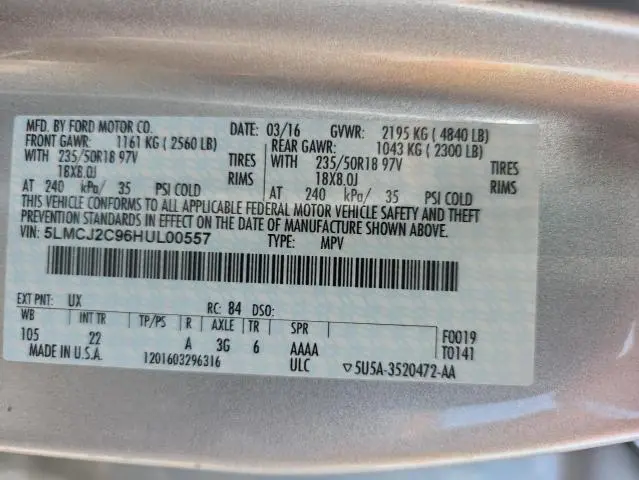 MFD. BY FORD MOTOR CO. DATE: 03/16 GVWR: 2195 KG ( 4840 LB)
FRONT GAWR: 1161 KG ( 2560 LB) REAR GAWR: 1043 KG ( 2300 LB)
WITH 235/50R18 97V TIRES WITH 235/50R18 97V TIRES
18X8.0J RIMS 18X8.0J RIMS
AT 240 kPa/ 35 PSI COLD AT 240 kPa/ 35 PSI COLD
THIS VEHICLE CONFORMS TO ALL APPLICABLE FEDERAL MOTOR VEHICLE SAFETY AND THEFT
PREVENTION STANDARDS IN EFFECT ON THE DATE OF MANUFACTURE SHOWN ABOVE.
VIN: 5LMCJ2C96HUL00557 TYPE: MPV
EXT PNT: UX RC: 84 DSO:
WB INT TR TP/PS R AXLE TR SPR F0019
105 22 A 3G 6 AAAA T0141
MADE IN U.S.A. 1201603296316 ULC ▽5U5A-3520472-AA